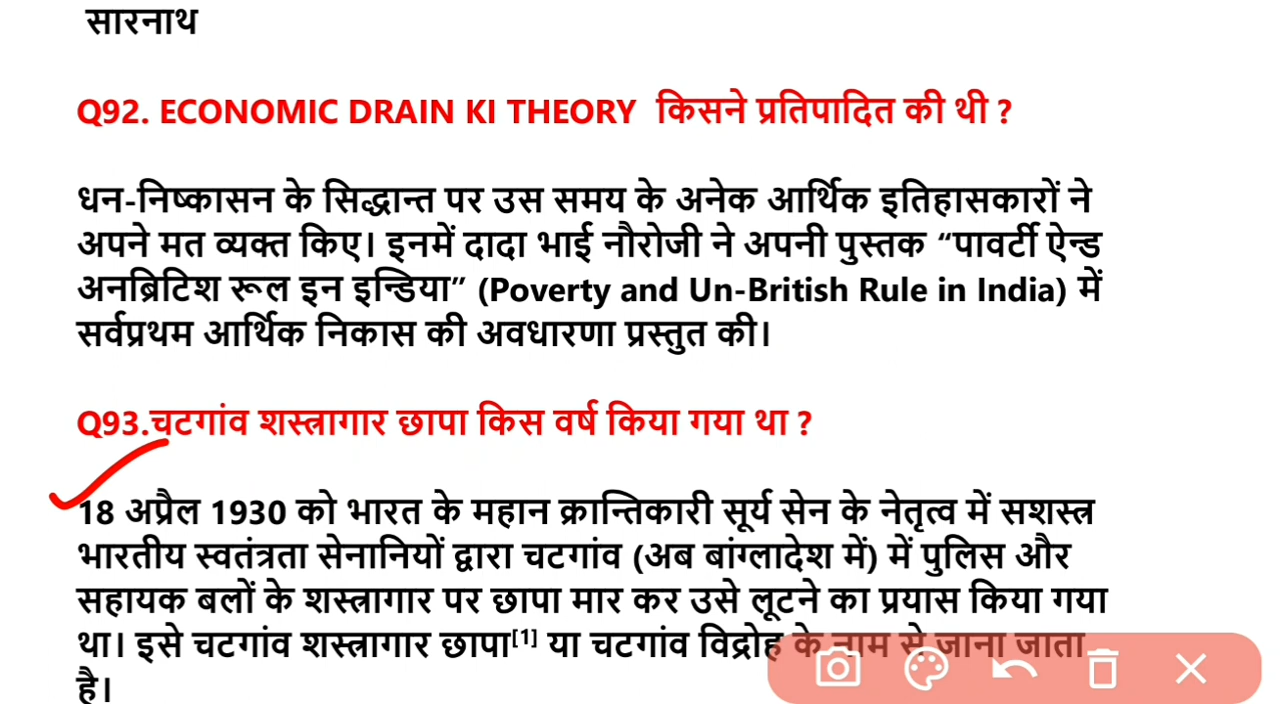 सारनाथ
Q92. ECONOMIC DRAIN KI THEORY किसने प्रतिपादित की थी ?
धन-निष्कासन के सिद्धान्त पर उस समय के अनेक आर्थिक इतिहासकारों ने
अपने मत व्यक्त किए। इनमें दादा भाई नौरोजी ने अपनी पुस्तक “पावर्टी ऐन्ड
अनब्रिटिश रूल इन इन्डिया” (Poverty and Un-British Rule in India) में
सर्वप्रथम आर्थिक निकास की अवधारणा प्रस्तुत की।
Q93.चटगांव शस्त्रागार छापा किस वर्ष किया गया था ?
18 अप्रैल 1930 को भारत के महान क्रान्तिकारी सूर्य सेन के नेतृत्व में सशस्त्र
भारतीय स्वतंत्रता सेनानियों द्वारा चटगांव (अब बांग्लादेश में) में पुलिस और
सहायक बलों के शस्त्रागार पर छापा मार कर उसे लूटने का प्रयास किया गया
था। इसे चटगांव शस्त्रागार छापा[1] या चटगांव विद्रोह के नाम से जाना जाता
है।